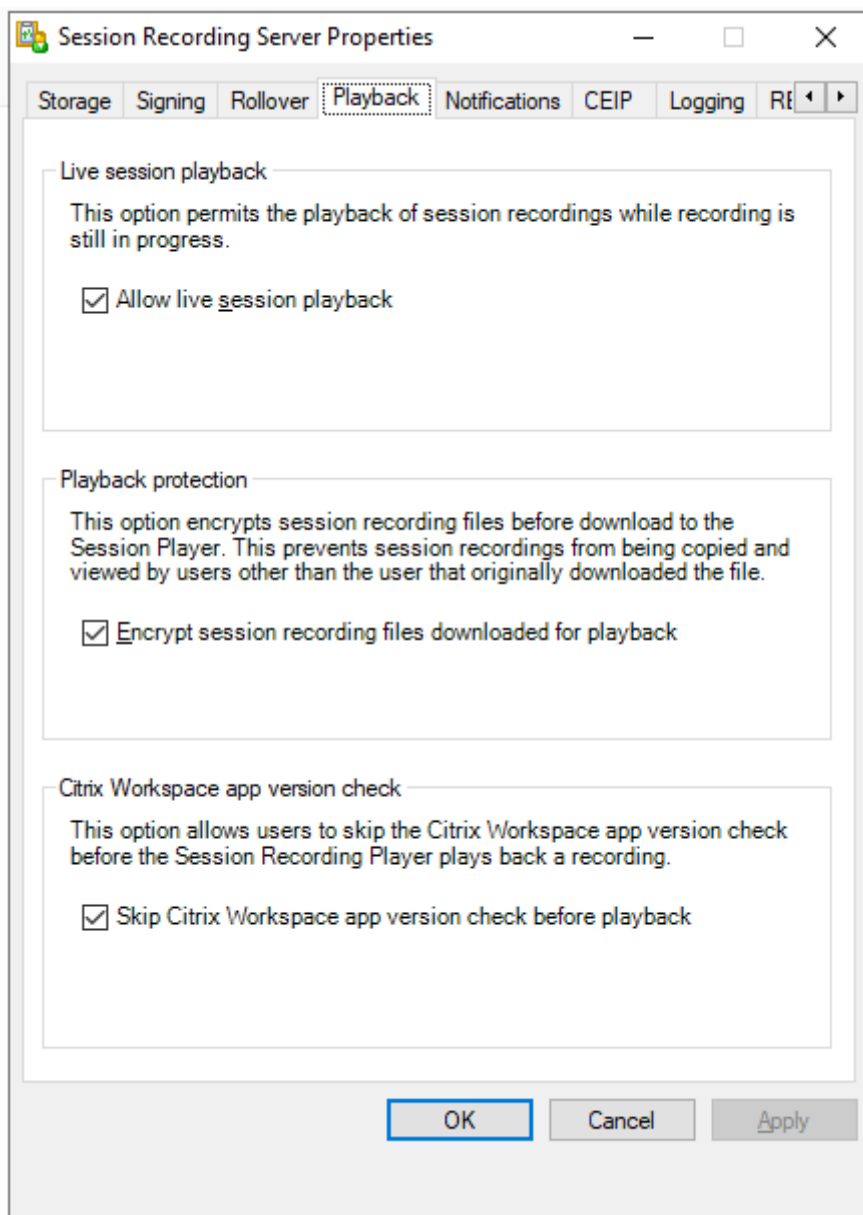 Session Recording Server Properties
Storage Signing Rollover Playback Notifications CEIP Logging
Live session playback
This option permits the playback of session recordings while recording is
still in progress.
Allow live session playback
Playback protection
This option encrypts session recording files before download to the
Session Player. This prevents session recordings from being copied and
viewed by users other than the user that originally downloaded the file.
Encrypt session recording files downloaded for playback
Citrix Workspace app version check
This option allows users to skip the Citrix Workspace app version check
before the Session Recording Player plays back a recording.
Skip Citrix Workspace app version check before playback
OK Cancel Apply